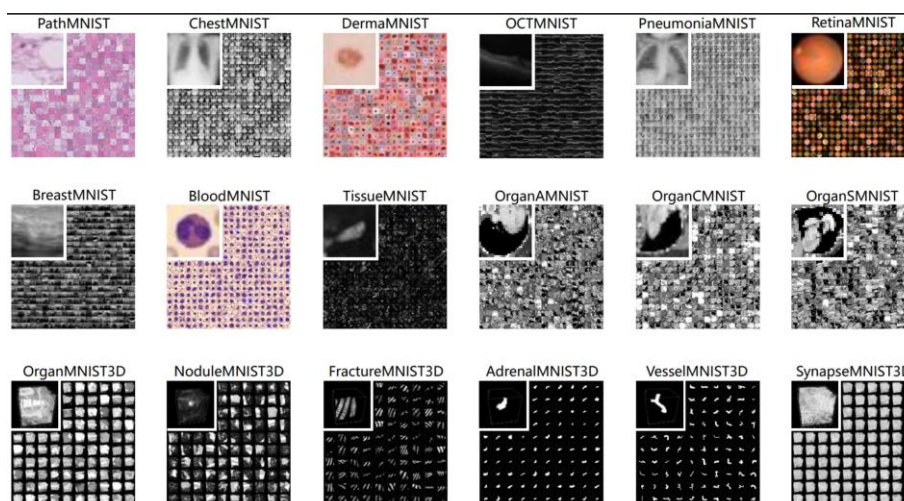 PathMNIST ChestMNIST DermaMNIST OCTMNIST PneumoniaMNIST RetinaMNIST
BreastMNIST BloodMNIST TissueMNIST OrganAMNIST OrganCMNIST OrganSMNIST
OrganMNIST3D NoduleMNIST3D FractureMNIST3D AdrenalMNIST3D VesselMNIST3D SynapseMNIST3D